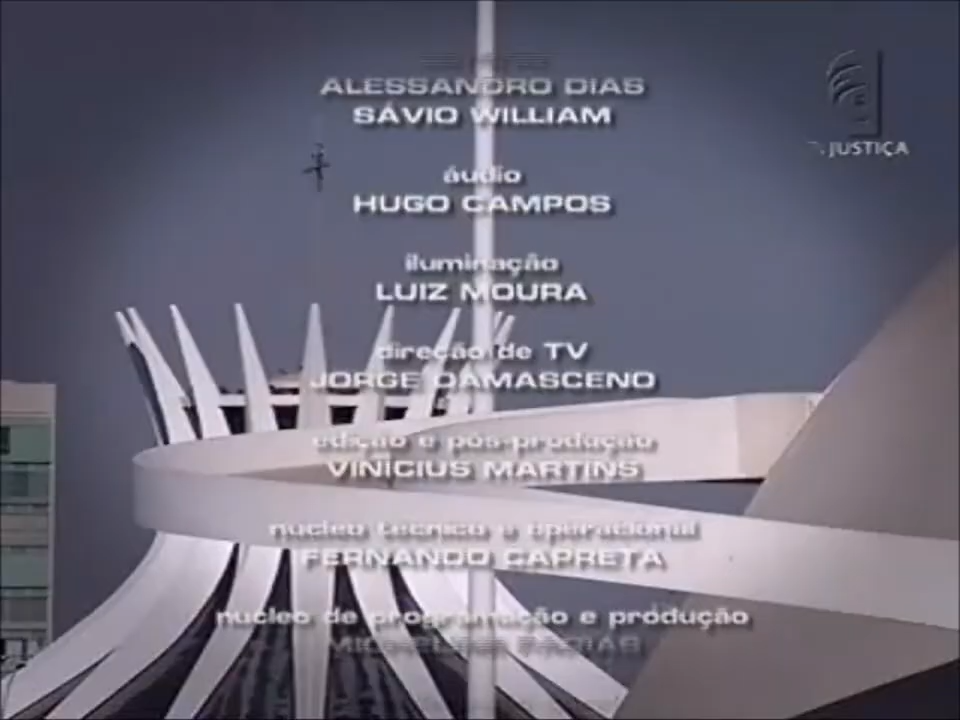 ALESSANDRO DIAS
SÁVIO WILLIAM
áudio
HUGO CAMPOS
iluminação
LUIZ MOURA
direção de TV
JORGE DAMASCENO
edição e pós-produção
VINÍCIUS MARTINS
núcleo técnico e operacional
FERNANDO CAPRETA
núcleo de programação e produção
JUSTIÇA